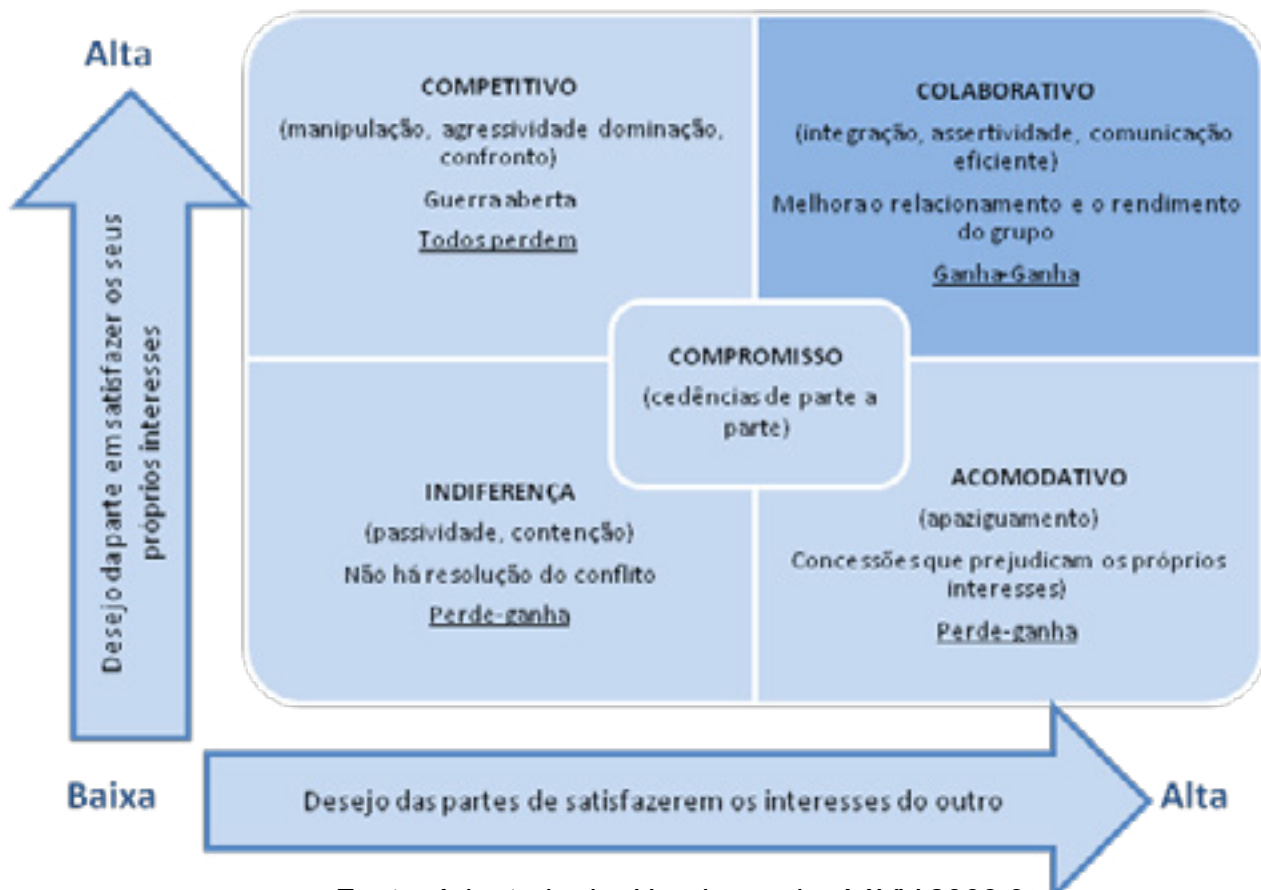 Alta
COMPETITIVO
(manipulação, agressividade dominação,
confronto)
Guerra aberta
Todos perdem
COLABORATIVO
(integração, assertividade, comunicação
eficiente)
Melhora o relacionamento e o rendimento
do grupo
Ganha-Ganha
Desejo da parte em satisfazer os seus
próprios interesses
COMPROMISSO
(cedências de parte a
parte)
INDIFERENÇA
(passividade, contenção)
Não há resolução do conflito
Perde-ganha
ACOMODATIVO
(apaziguamento)
Concessões que prejudicam os próprios
interesses)
Perde-ganha
Baixa
Desejo das partes de satisfazerem os interesses do outro
Alta